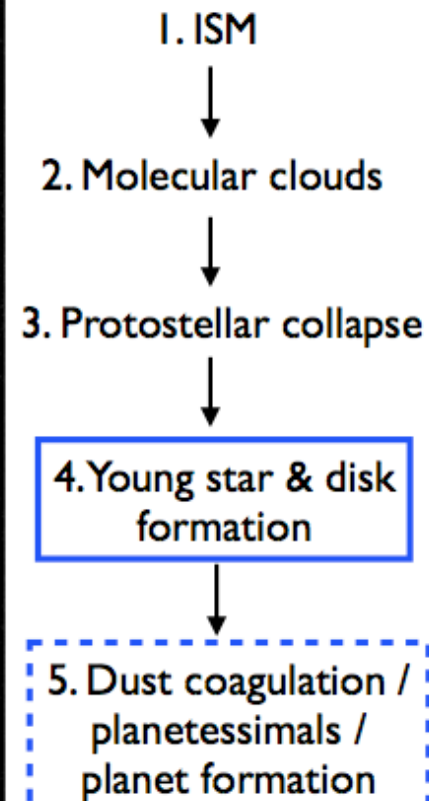 1. ISM
2. Molecular clouds
3. Protostellar collapse
4. Young star & disk
formation
5. Dust coagulation /
planetessimals /
planet formation